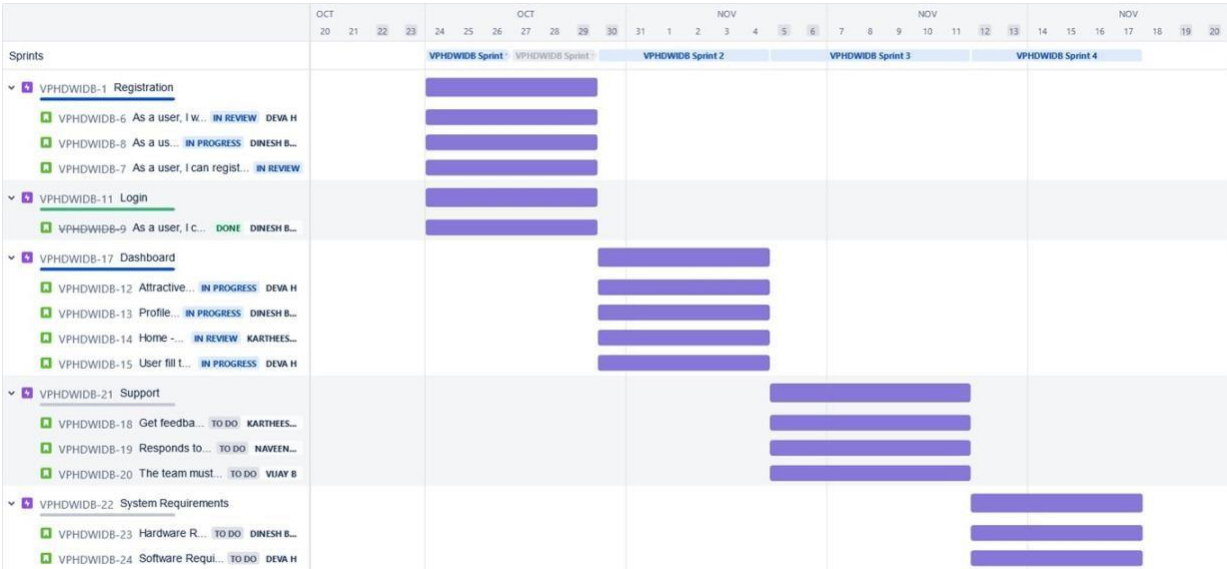 OCT OCT NOV NOV NOV
20 21 22 23 24 25 26 27 28 29 30 31 1 2 3 4 5 6 7 8 9 10 11 12 13 14 15 16 17 18 19 20
Sprints VPHDWIDB Sprint VPHDWIDB Sprint VPHDWIDB Sprint 2 VPHDWIDB Sprint 3 VPHDWIDB Sprint 4
VPHDWIDB-1 Registration
VPHDWIDB-6 As a user, I w... IN REVIEW DEVA H
VPHDWIDB-8 As a us... IN PROGRESS DINESH B...
VPHDWIDB-7 As a user, I can regist... IN REVIEW
VPHDWIDB-11 Login
VPHDWIDB-9 As a user, I c... DONE DINESH B...
VPHDWIDB-17 Dashboard
VPHDWIDB-12 Attractive... IN PROGRESS DEVA H
VPHDWIDB-13 Profile... IN PROGRESS DINESH B...
VPHDWIDB-14 Home -... IN REVIEW KARTHEES...
VPHDWIDB-15 User fill t... IN PROGRESS DEVA H
VPHDWIDB-21 Support
VPHDWIDB-18 Get feedba... TO DO KARTHEES...
VPHDWIDB-19 Responds to... TO DO NAVEEN...
VPHDWIDB-20 The team must... TO DO VIJAY B
VPHDWIDB-22 System Requirements
VPHDWIDB-23 Hardware R... TO DO DINESH B...
VPHDWIDB-24 Software Requi... TO DO DEVA H